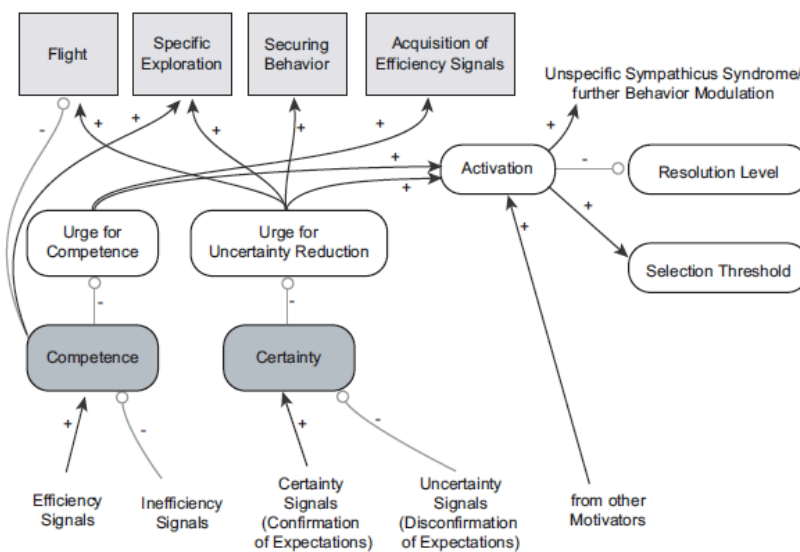 Flight
Specific
Exploration
Securing
Behavior
Acquisition of
Efficiency Signals
Unspecific Sympathicus Syndrome/
further Behavior Modulation
-
+
+
+
+
+
+
+
+
-
Activation
Resolution Level
+
+
Urge for
Competence
Urge for
Uncertainty Reduction
Selection Threshold
-
-
Competence
Certainty
+
-
+
-
Efficiency
Signals
Inefficiency
Signals
Certainty
Signals
(Confirmation
of Expectations)
Uncertainty
Signals
(Disconfirmation
of Expectations)
from other
Motivators